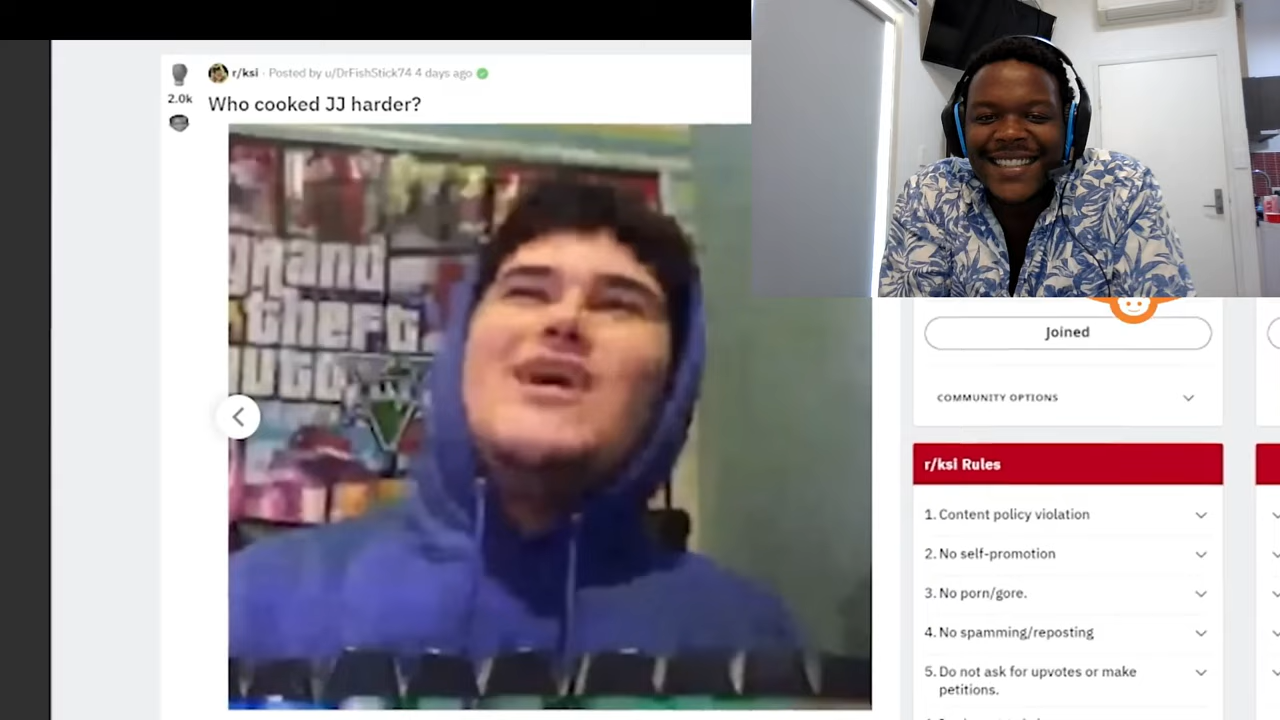 r/ksi · Posted by u/DrFishStick74 4 days ago
2.0k
Who cooked JJ harder?
grand
theft
auto
V
Joined
COMMUNITY OPTIONS
r/ksi Rules
1. Content policy violation
2. No self-promotion
3. No porn/gore.
4. No spamming/reposting
5. Do not ask for upvotes or make
petitions.